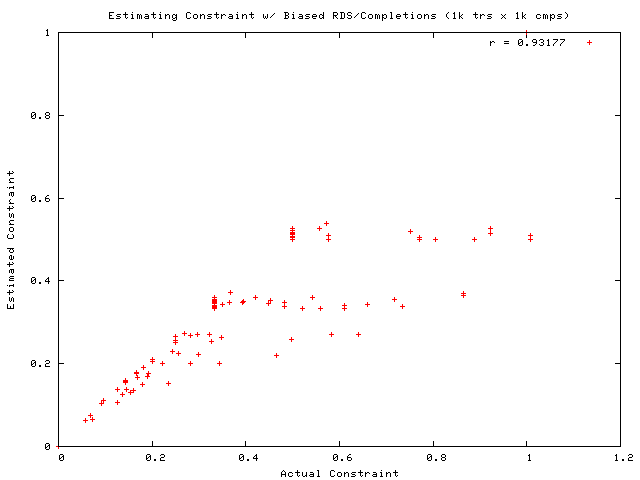 Estimating Constraint w/ Biased RDS/Completions (1k trs x 1k cmps)
r = 0.93177
1
0.8
0.6
0.4
0.2
0
Estimated Constraint
0 0.2 0.4 0.6 0.8 1 1.2
Actual Constraint